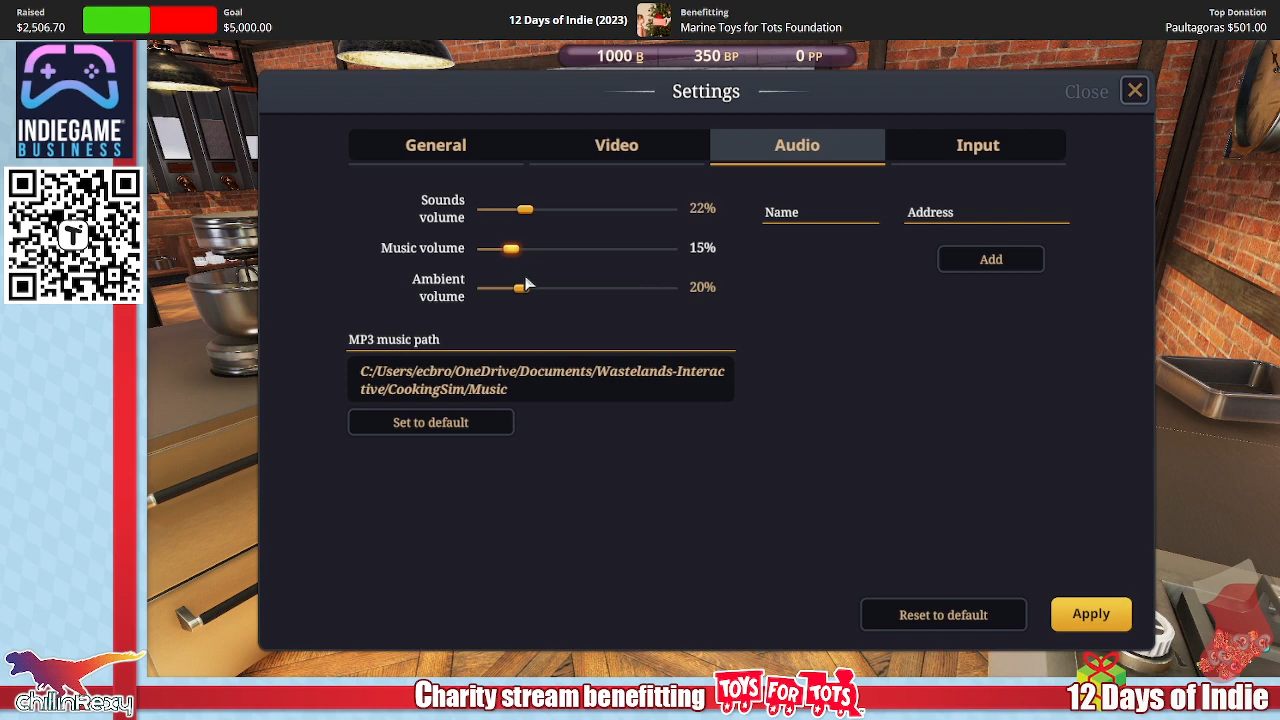 Raised
$2,506.70
Goal
$5,000.00
12 Days of Indie (2023)
Benefitting
Marine Toys for Tots Foundation
Top Donation
Paultagoras $501.00
INDIEGAME
BUSINESS
1000 B
350 BP
0 PP
Settings
Close
General
Video
Audio
Input
Sounds
volume
22%
Music volume
15%
Ambient
volume
20%
Name
Address
Add
MP3 music path
C:/Users/ecbro/OneDrive/Documents/Wastelands-Interac
tive/CookingSim/Music
Set to default
Reset to default
Apply
chillinRexy
Charity stream benefitting
TOYS FOR TOTS
12 Days of Indie